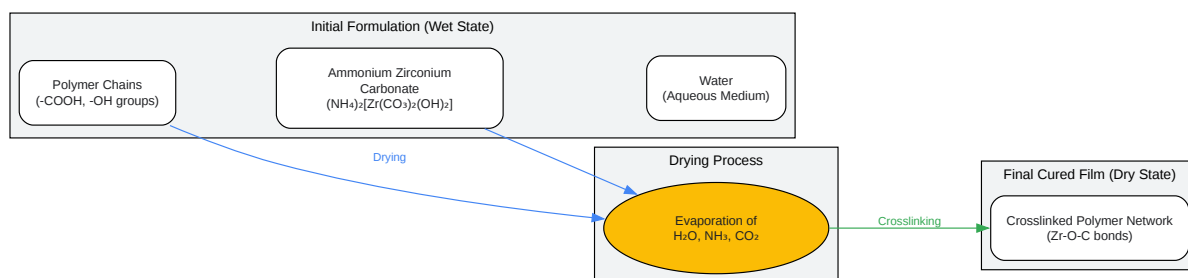 Initial Formulation (Wet State)
Polymer Chains
(-COOH, -OH groups)
Ammonium Zirconium
Carbonate
(NH₄)₂[Zr(CO₃)₂(OH)₂]
Water
(Aqueous Medium)
Drying
Drying Process
Evaporation of
H₂O, NH₃, CO₂
Crosslinking
Final Cured Film (Dry State)
Crosslinked Polymer Network
(Zr-O-C bonds)